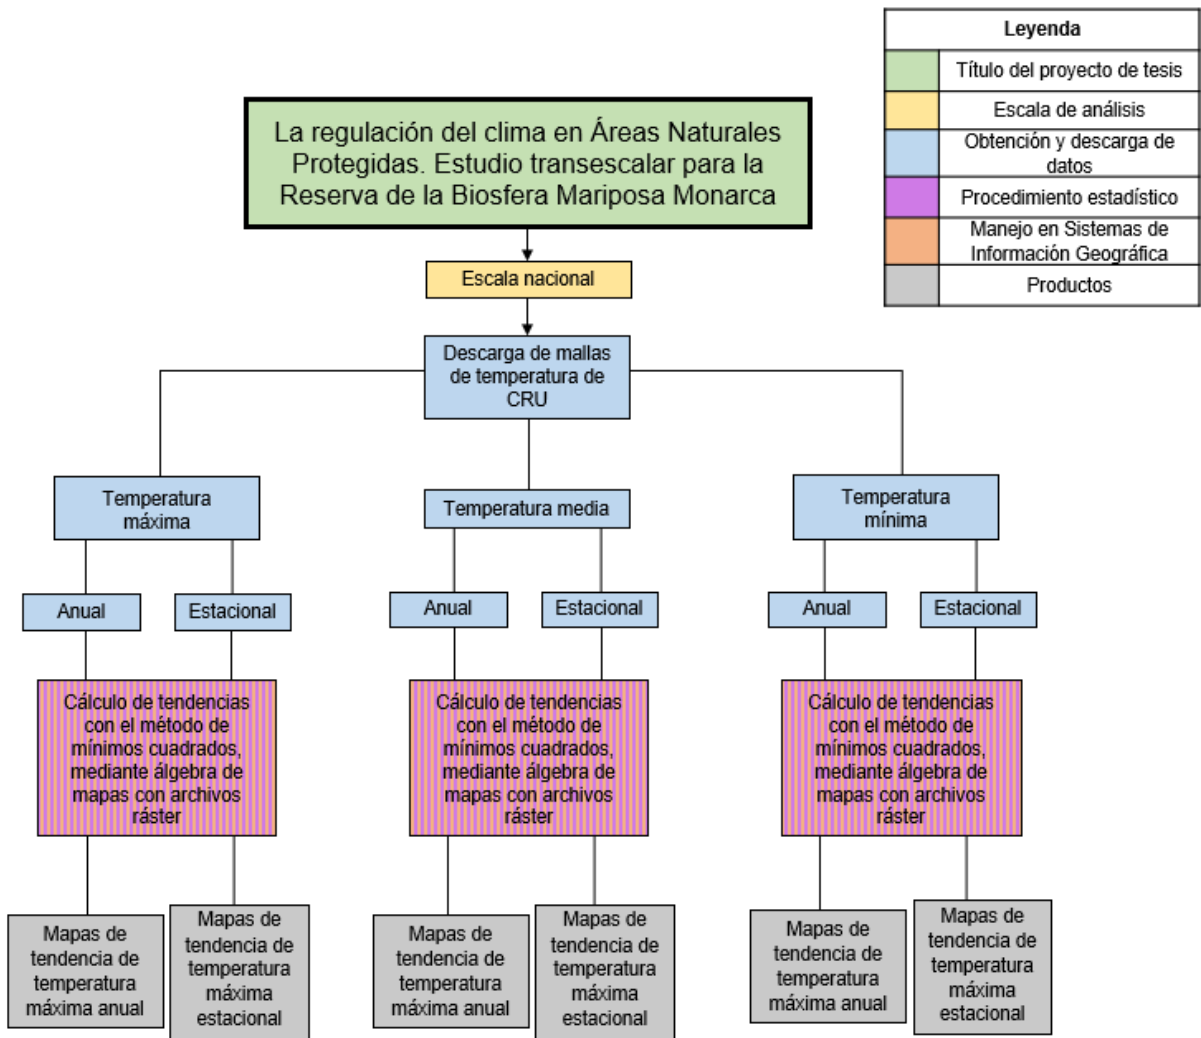 Leyenda
Título del proyecto de tesis
Escala de análisis
Obtención y descarga de
datos
Procedimiento estadístico
Manejo en Sistemas de
Información Geográfica
Productos
La regulación del clima en Áreas Naturales
Protegidas. Estudio transescalar para la
Reserva de la Biosfera Mariposa Monarca
Escala nacional
Descarga de mallas
de temperatura de
CRU
Temperatura
máxima
Temperatura media
Temperatura
mínima
Anual
Estacional
Anual
Estacional
Anual
Estacional
Cálculo de tendencias
con el método de
mínimos cuadrados,
mediante álgebra de
mapas con archivos
ráster
Cálculo de tendencias
con el método de
mínimos cuadrados,
mediante álgebra de
mapas con archivos
ráster
Cálculo de tendencias
con el método de
mínimos cuadrados,
mediante álgebra de
mapas con archivos
ráster
Mapas de
tendencia de
temperatura
máxima anual
Mapas de
tendencia de
temperatura
máxima
estacional
Mapas de
tendencia de
temperatura
máxima anual
Mapas de
tendencia de
temperatura
máxima
estacional
Mapas de
tendencia de
temperatura
máxima anual
Mapas de
tendencia de
temperatura
máxima
estacional